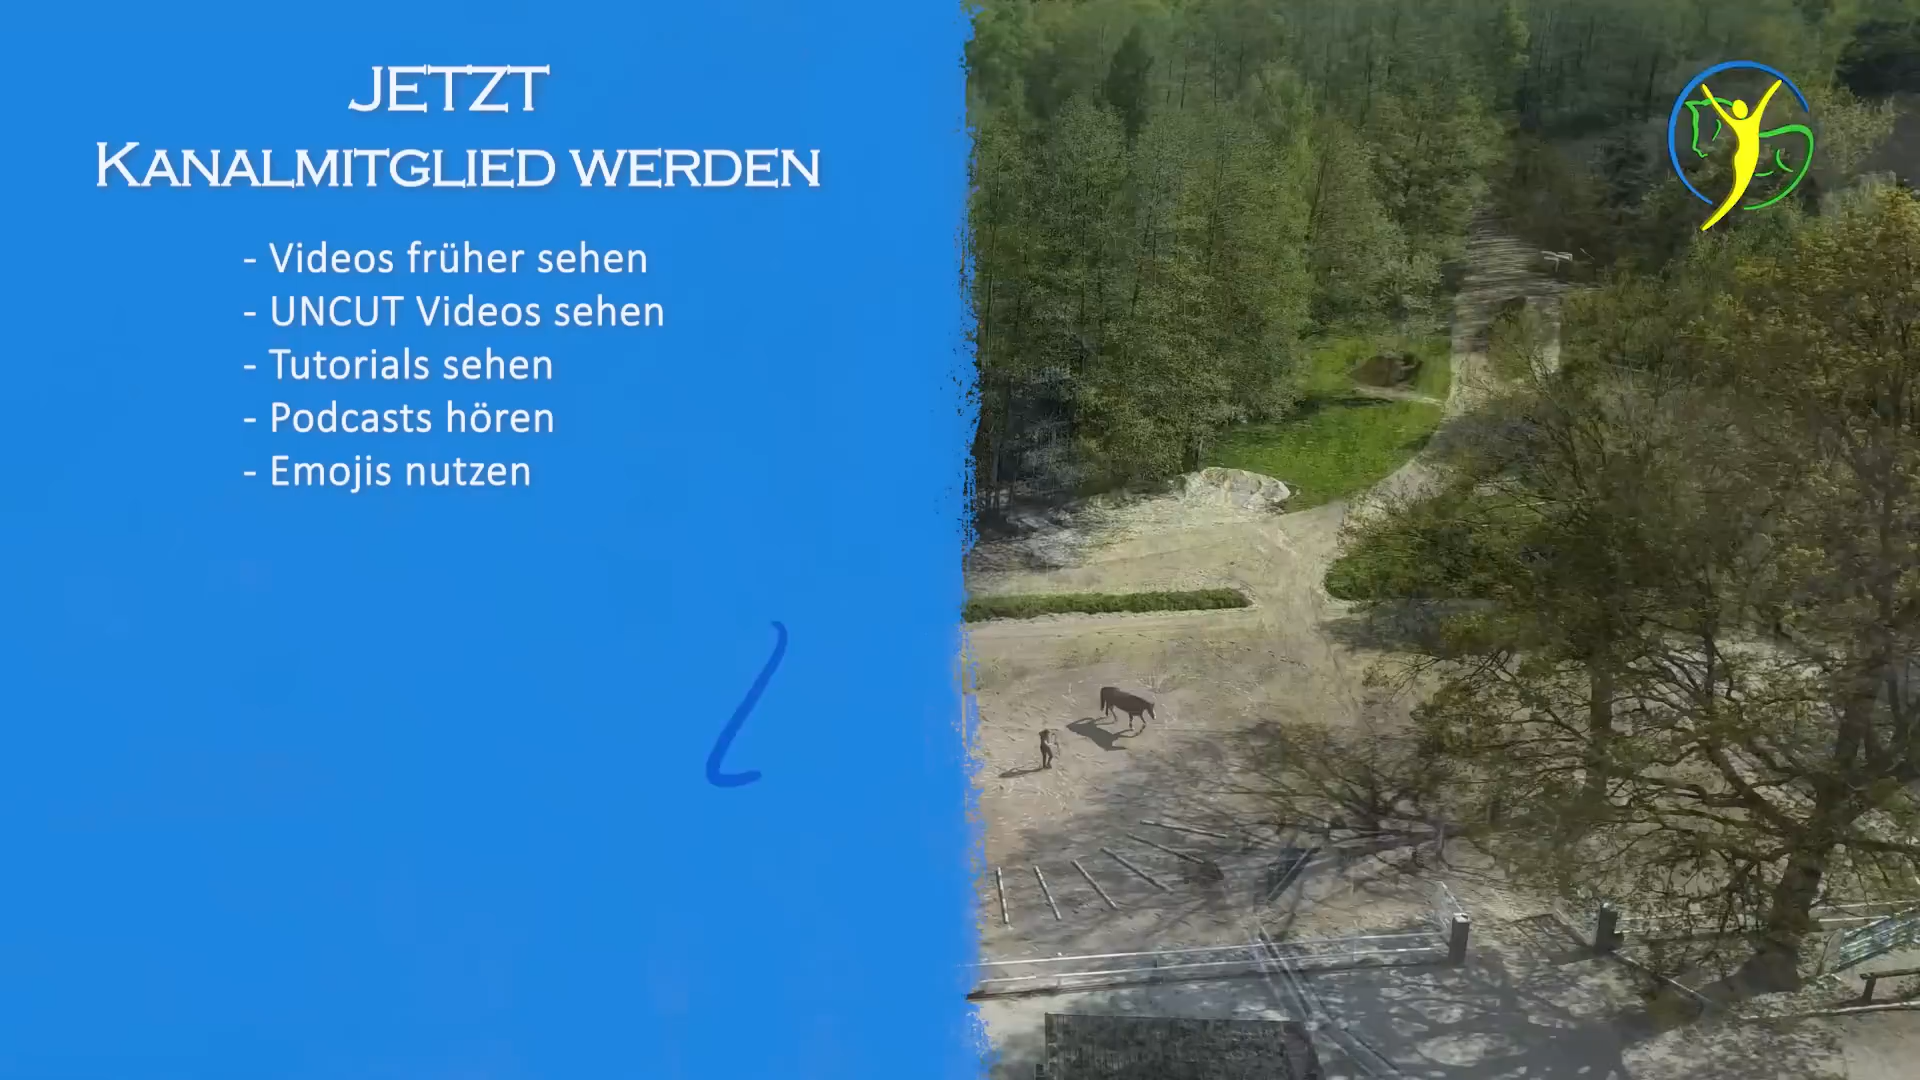 JETZT
KANALMITGLIED WERDEN
- Videos früher sehen
- UNCUT Videos sehen
- Tutorials sehen
- Podcasts hören
- Emojis nutzen